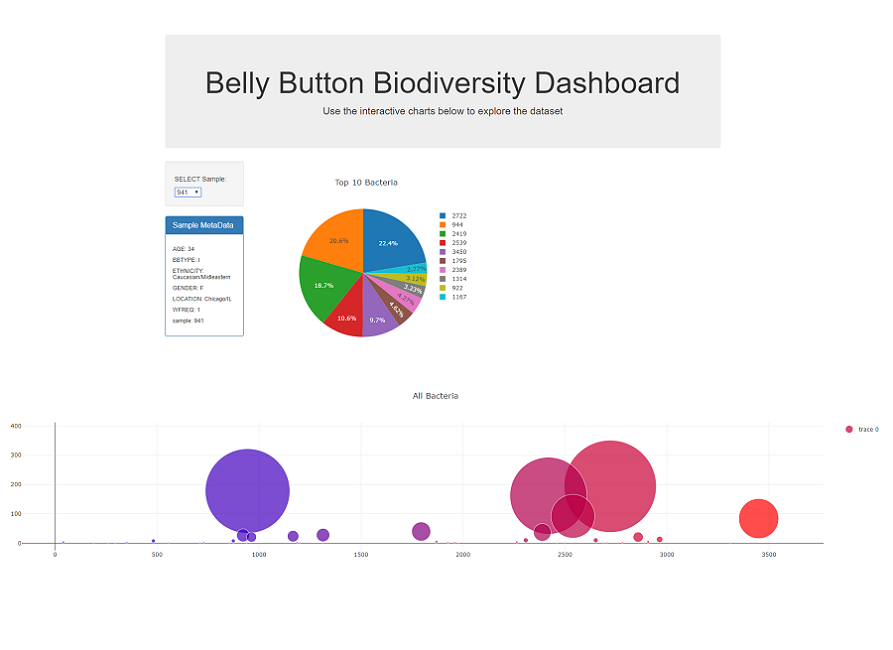 Belly Button Biodiversity Dashboard
Use the interactive charts below to explore the dataset
SELECT Sample:
941
Sample MetaData
AGE: 34
BBTYPE: I
ETHNICITY:
Caucasian/Midleastern
GENDER: F
LOCATION: Chicago/IL
WFREQ: 1
sample: 941
Top 10 Bacteria
22.4%
20.6%
18.7%
10.6%
9.7%
4.62%
4.27%
3.23%
3.12%
2.77%
2722
944
2419
2539
3450
1795
2389
1314
922
1167
All Bacteria
400
300
200
100
0
0
500
1000
1500
2000
2500
3000
3500
trace 0